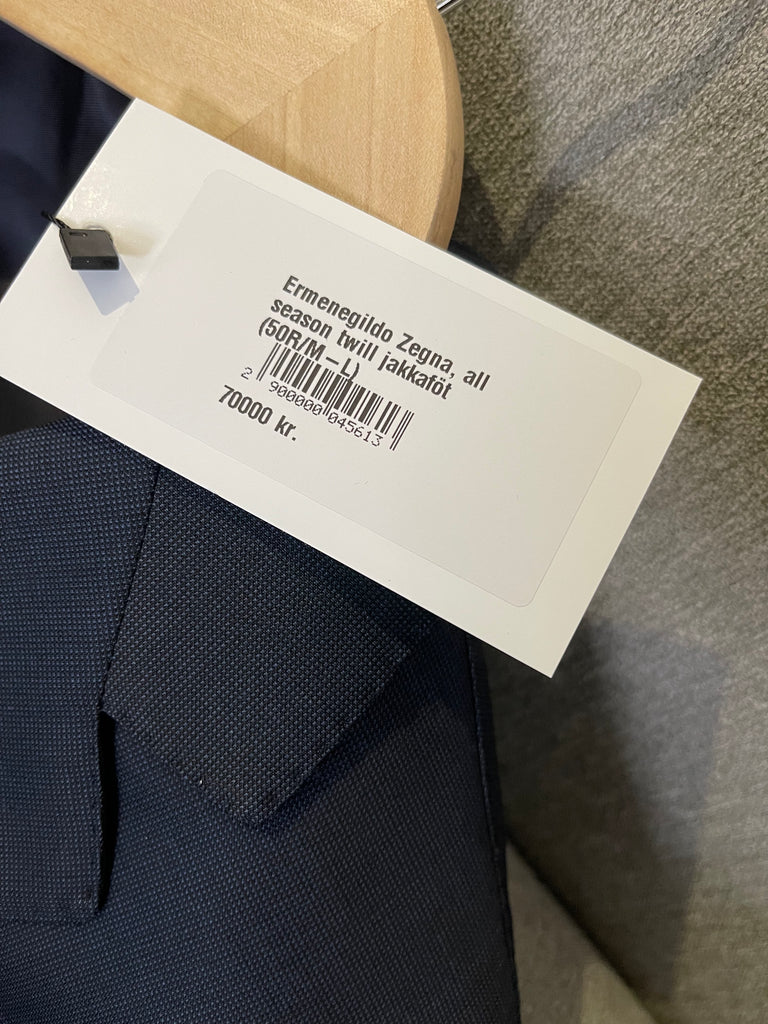 Ermenegildo Zegna, all
season twill jakkaföt
(50R/M – L)
2 900000 045613
70000 kr.